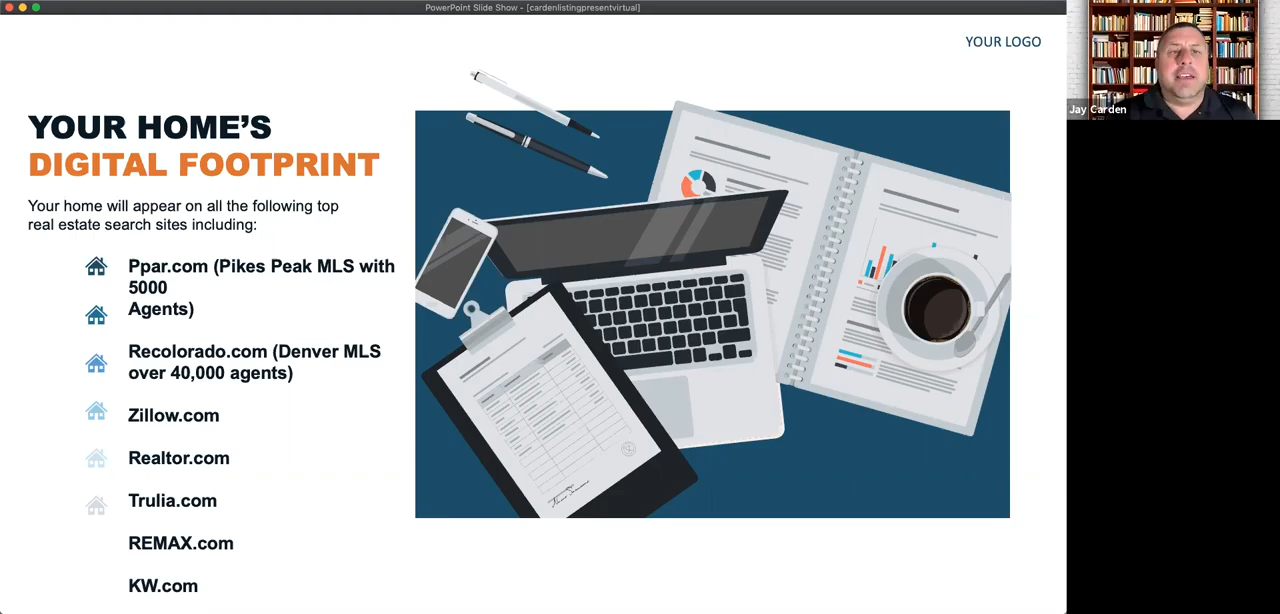 PowerPoint Slide Show - [cardenlistingpresentvirtual]
YOUR LOGO
Jay Carden
YOUR HOME’S
DIGITAL FOOTPRINT
Your home will appear on all the following top
real estate search sites including:
Ppar.com (Pikes Peak MLS with
5000
Agents)
Recolorado.com (Denver MLS
over 40,000 agents)
Zillow.com
Realtor.com
Trulia.com
REMAX.com
KW.com